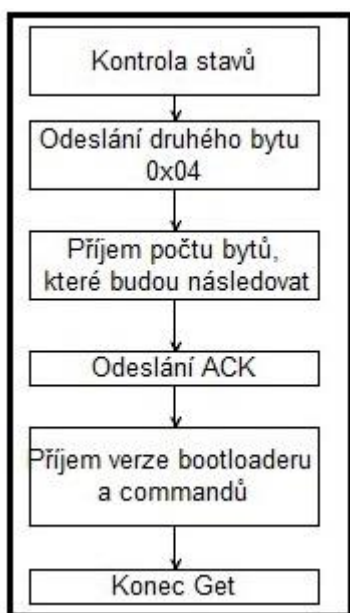 Kontrola stavů
Odeslání druhého bytu
0x04
Příjem počtu bytů,
které budou následovat
Odeslání ACK
Příjem verze bootloaderu
a commandů
Konec Get